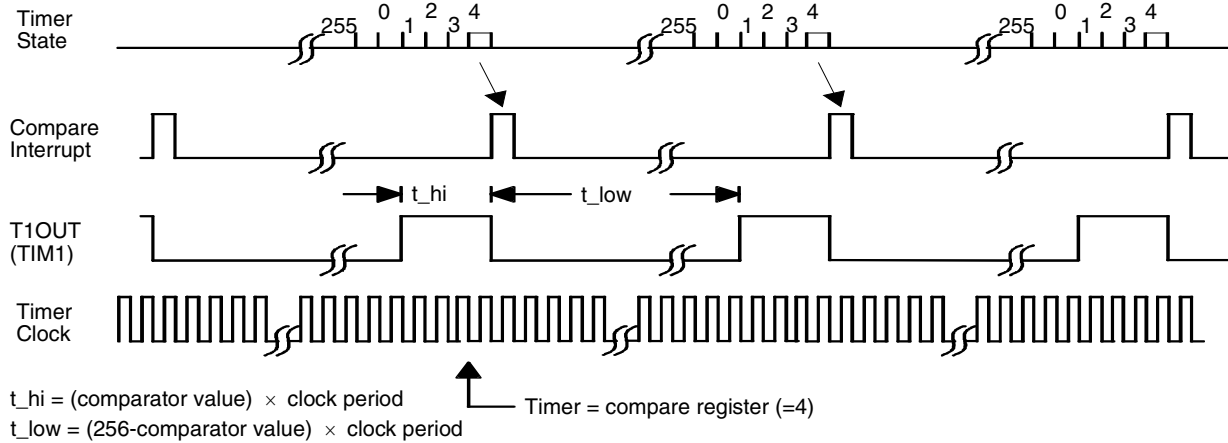 Timer State
255 0 1 2 3 4
255 0 1 2 3 4
255 0 1 2 3 4
Compare Interrupt
t_hi
t_low
T1OUT (TIM1)
Timer Clock
t_hi = (comparator value) × clock period
t_low = (256-comparator value) × clock period
Timer = compare register (=4)